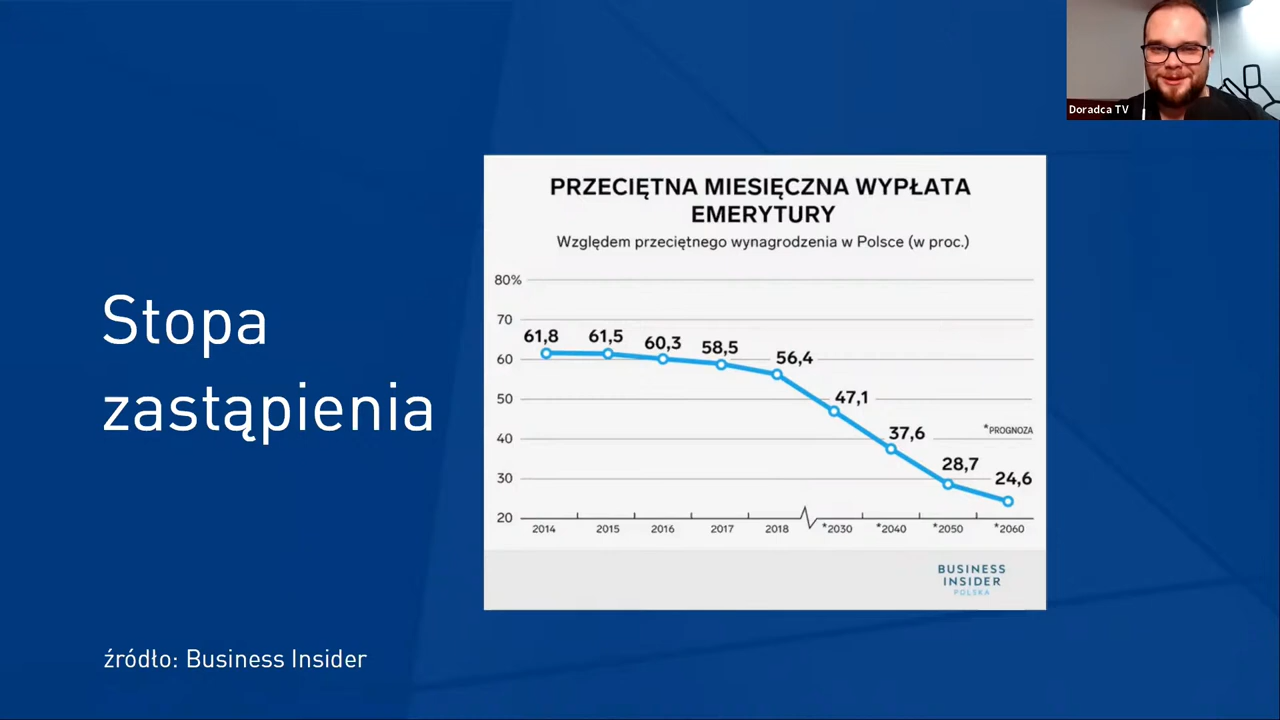 Doradca TV
Stopa
zastąpienia
PRZECIĘTNA MIESIĘCZNA WYPŁATA
EMERYTURY
Względem przeciętnego wynagrodzenia w Polsce (w proc.)
80%
70
60
50
40
30
20
61,8
61,5
60,3
58,5
56,4
47,1
37,6
28,7
24,6
*PROGNOZA
2014 2015 2016 2017 2018 *2030 *2040 *2050 *2060
BUSINESS
INSIDER
POLSKA
źródło: Business Insider